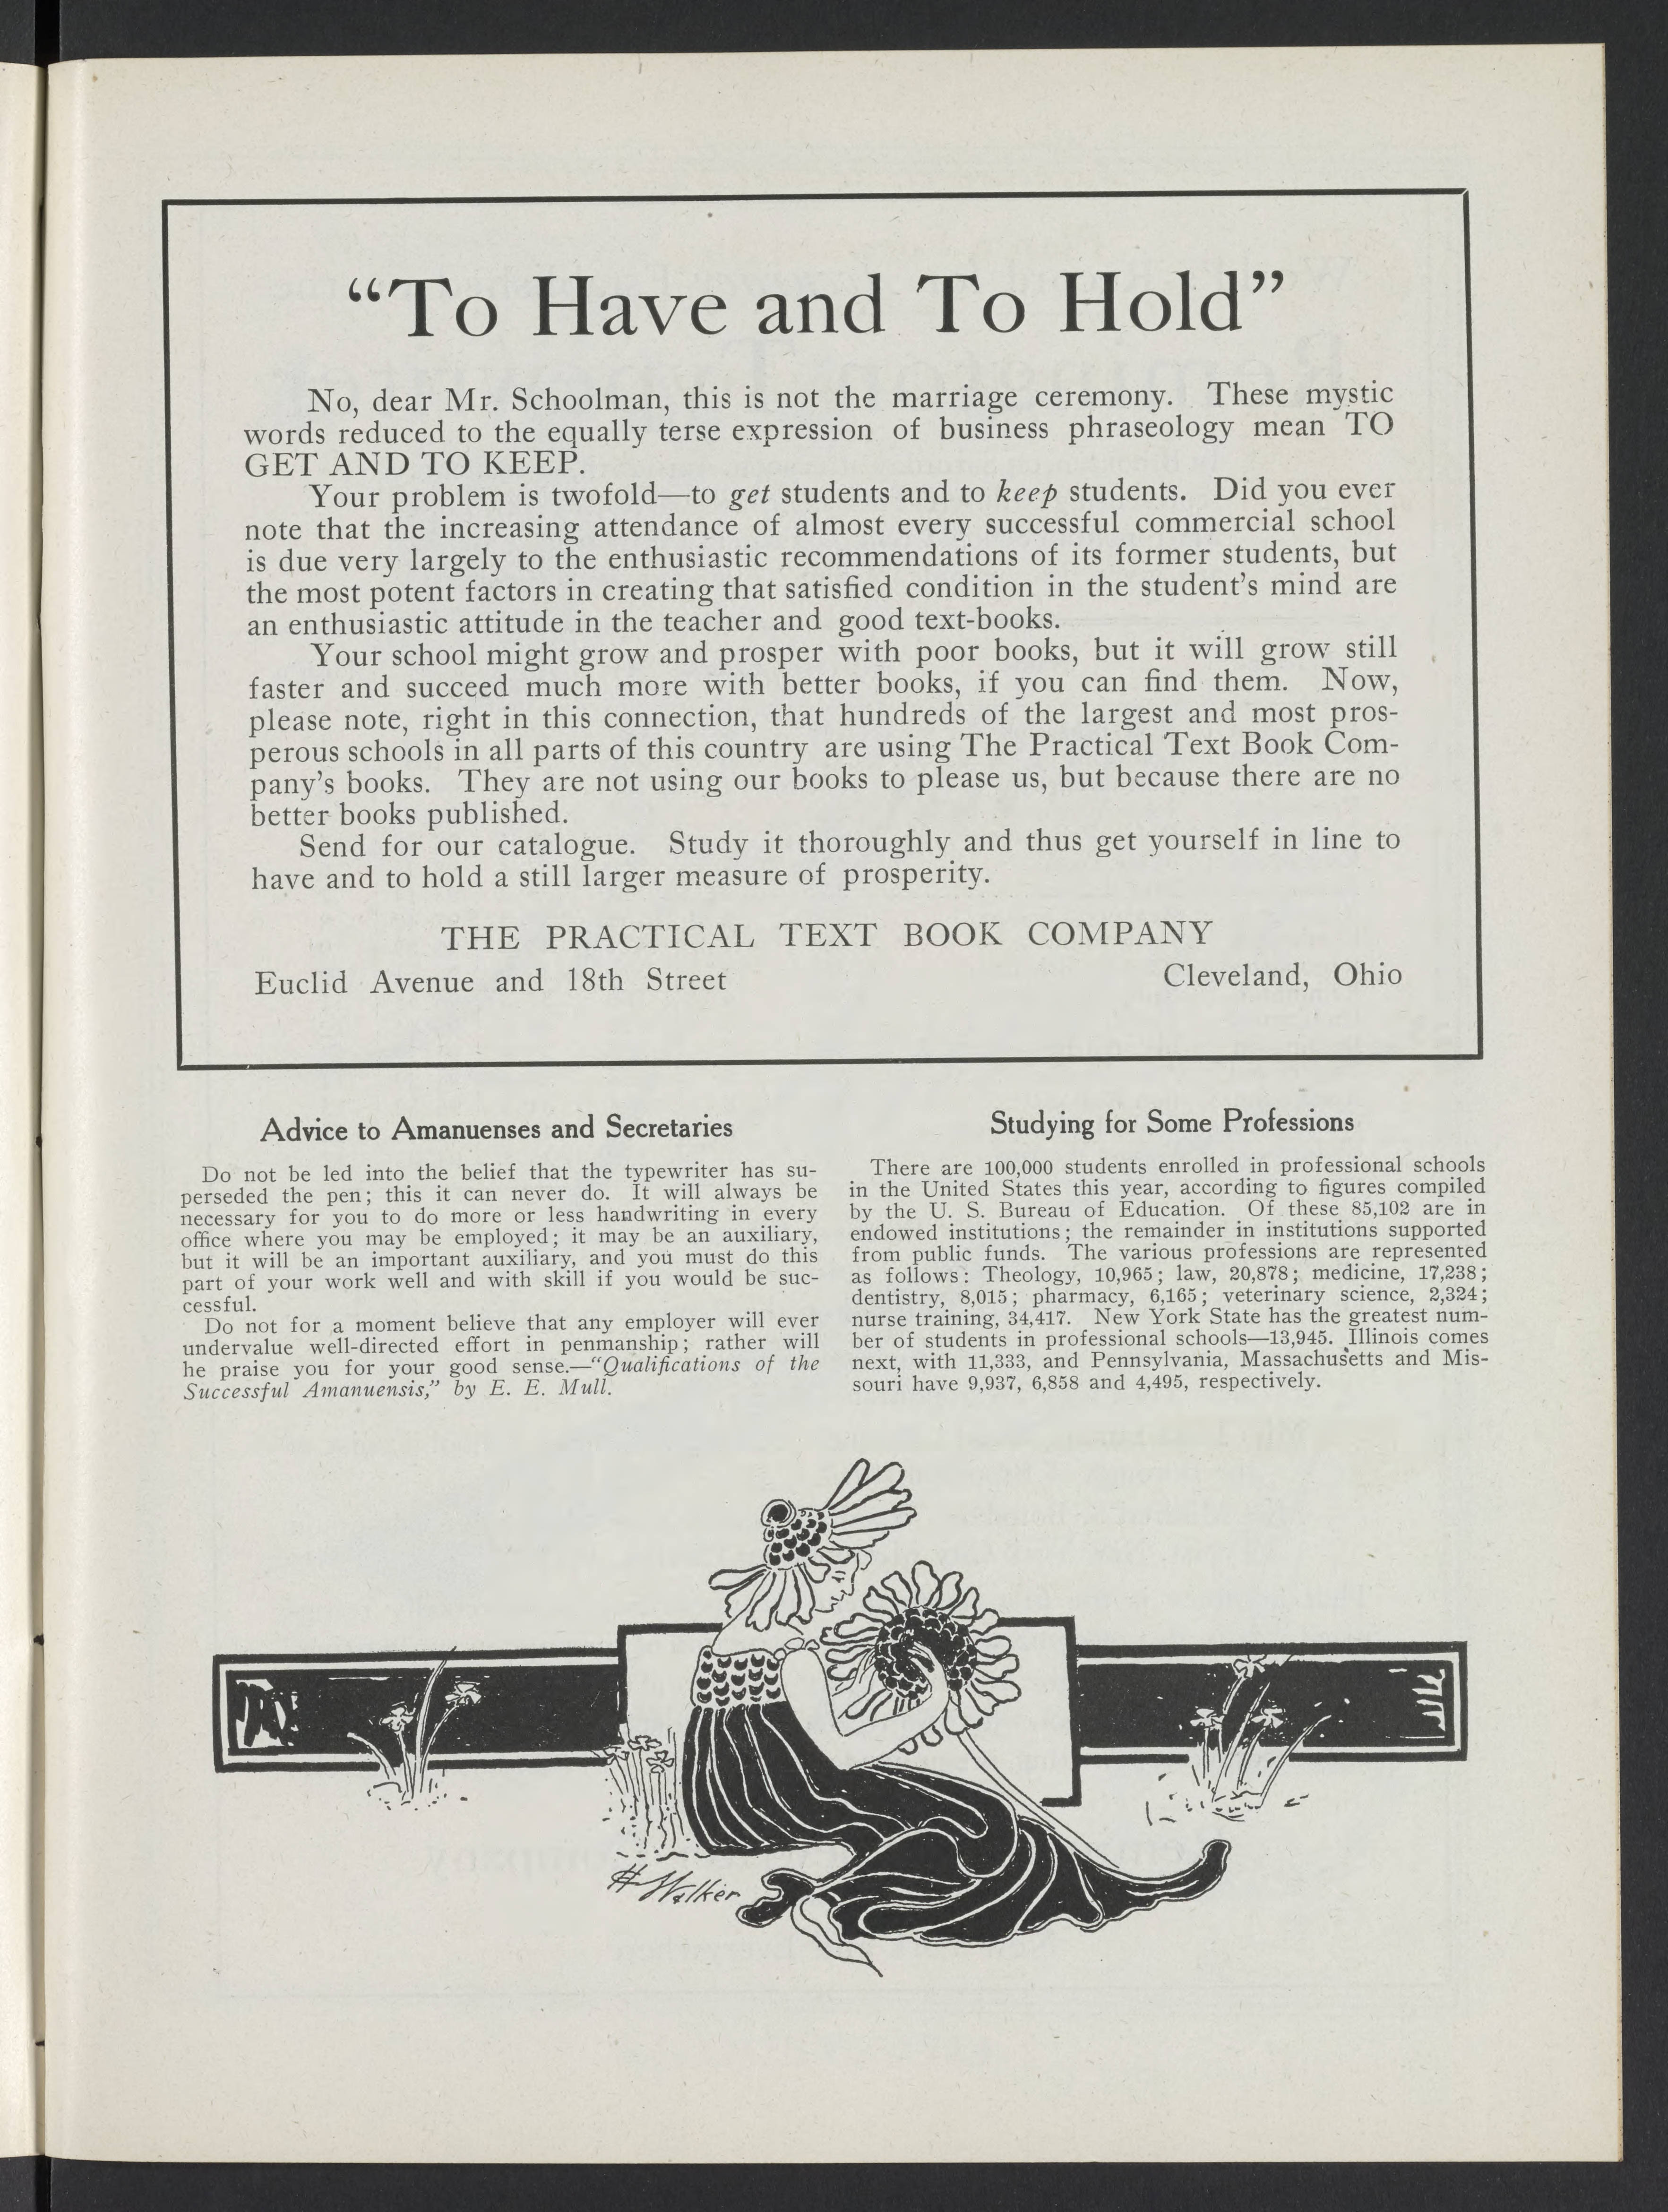 “To Have and To Hold”
No, dear Mr. Schoolman, this is not the marriage ceremony. These mystic
words reduced to the equally terse expression of business phraseology mean TO
GET AND TO KEEP.
Your problem is twofold—to get students and to keep students. Did you ever
note that the increasing attendance of almost every successful commercial school
is due very largely to the enthusiastic recommendations of its former students, but
the most potent factors in creating that satisfied condition in the student’s mind are
an enthusiastic attitude in the teacher and good text-books.
Your school might grow and prosper with poor books, but it will grow still
faster and succeed much more with better books, if you can find them. Now,
please note, right in this connection, that hundreds of the largest and most pros-
perous schools in all parts of this country are using The Practical Text Book Com-
pany’s books. They are not using our books to please us, but because there are no
better books published.
Send for our catalogue. Study it thoroughly and thus get yourself in line to
have and to hold a still larger measure of prosperity.
THE PRACTICAL TEXT BOOK COMPANY
Euclid Avenue and 18th Street Cleveland, Ohio
Advice to Amanuenses and Secretaries
Do not be led into the belief that the typewriter has su-
perseded the pen; this it can never do. It will always be
necessary for you to do more or less handwriting in every
office where you may be employed; it may be an auxiliary,
but it will be an important auxiliary, and you must do this
part of your work well and with skill if you would be suc-
cessful.
Do not for a moment believe that any employer will ever
undervalue well-directed effort in penmanship; rather will
he praise you for your good sense.—“Qualifications of the
Successful Amanuensis,” by E. E. Mull.
Studying for Some Professions
There are 100,000 students enrolled in professional schools
in the United States this year, according to figures compiled
by the U. S. Bureau of Education. Of these 85,102 are in
endowed institutions; the remainder in institutions supported
from public funds. The various professions are represented
as follows: Theology, 10,965; law, 20,878; medicine, 17,238;
dentistry, 8,015; pharmacy, 6,165; veterinary science, 2,324;
nurse training, 34,417. New York State has the greatest num-
ber of students in professional schools—13,945. Illinois comes
next, with 11,333, and Pennsylvania, Massachusetts and Mis-
souri have 9,937, 6,858 and 4,495, respectively.
H Walker